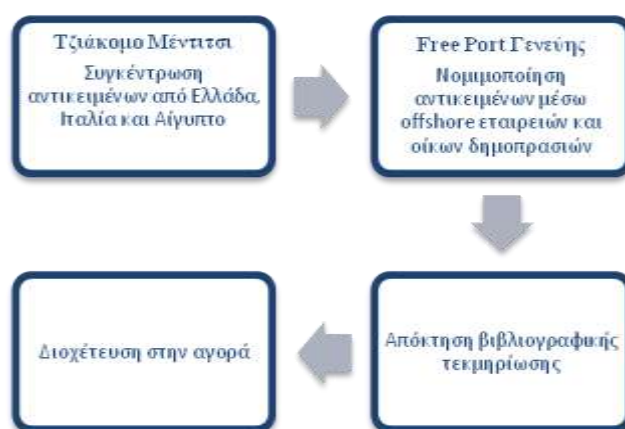 Τζιάκομο Μέντιτσι
Συγκέντρωση
αντικειμένων από Ελλάδα,
Ιταλία και Αίγυπτο
Free Port Γενεύης
Νομιμοποίηση
αντικειμένων μέσω
offshore εταιρειών και
οίκων δημοπρασιών
Απόκτηση βιβλιογραφικής
τεκμηρίωσης
Διοχέτευση στην αγορά